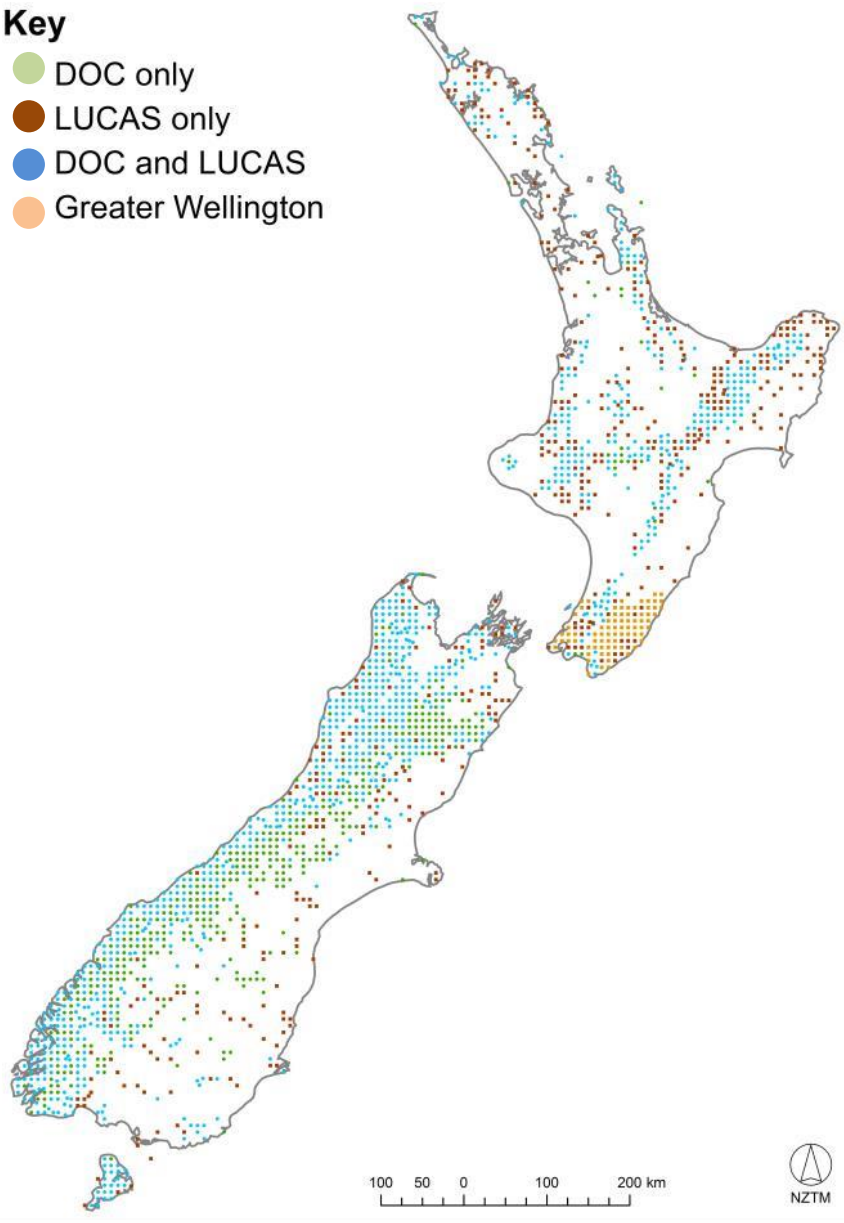 Key
DOC only
LUCAS only
DOC and LUCAS
Greater Wellington
100 50 0 100 200 km
NZTM